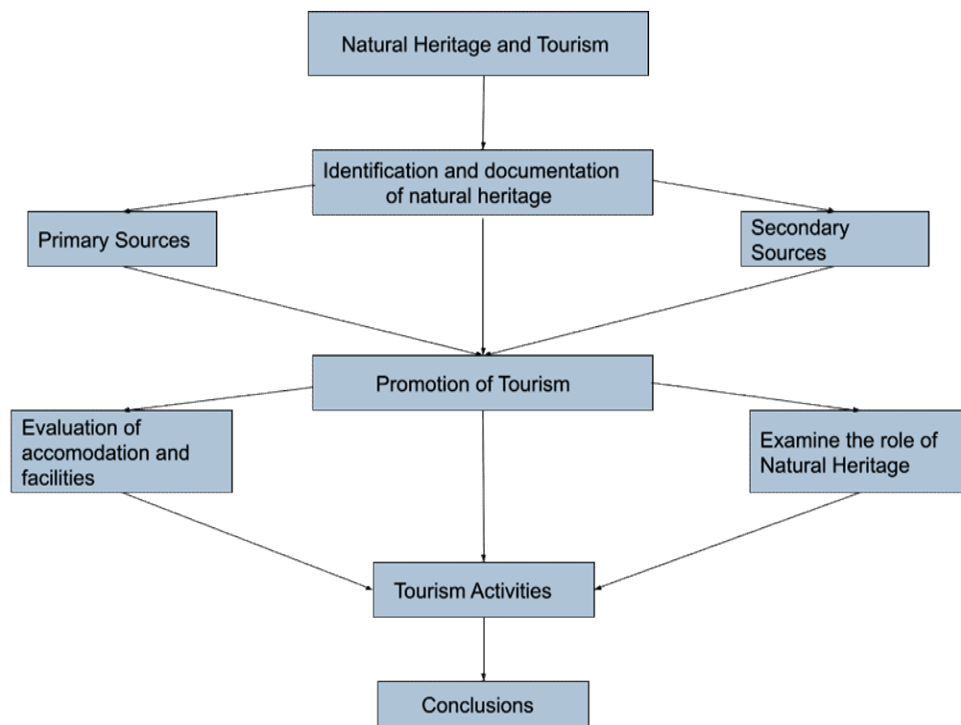 Natural Heritage and Tourism
Identification and documentation
of natural heritage
Primary Sources
Secondary
Sources
Promotion of Tourism
Evaluation of
accomodation and
facilities
Examine the role of
Natural Heritage
Tourism Activities
Conclusions